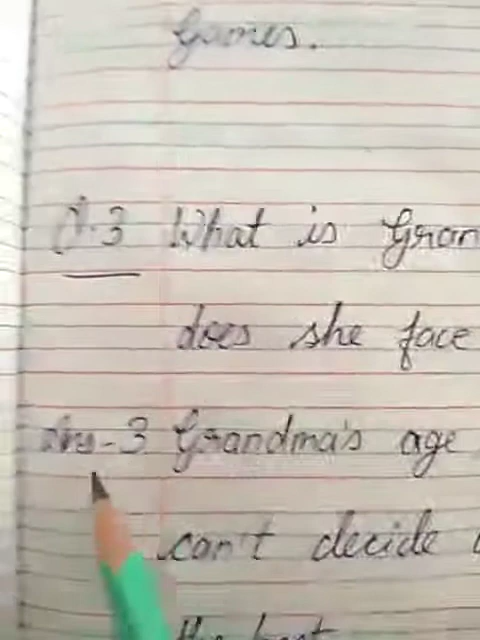 Games.
Q.3 What is Gran
does she face
Ans-3 Grandma's age
can't decide